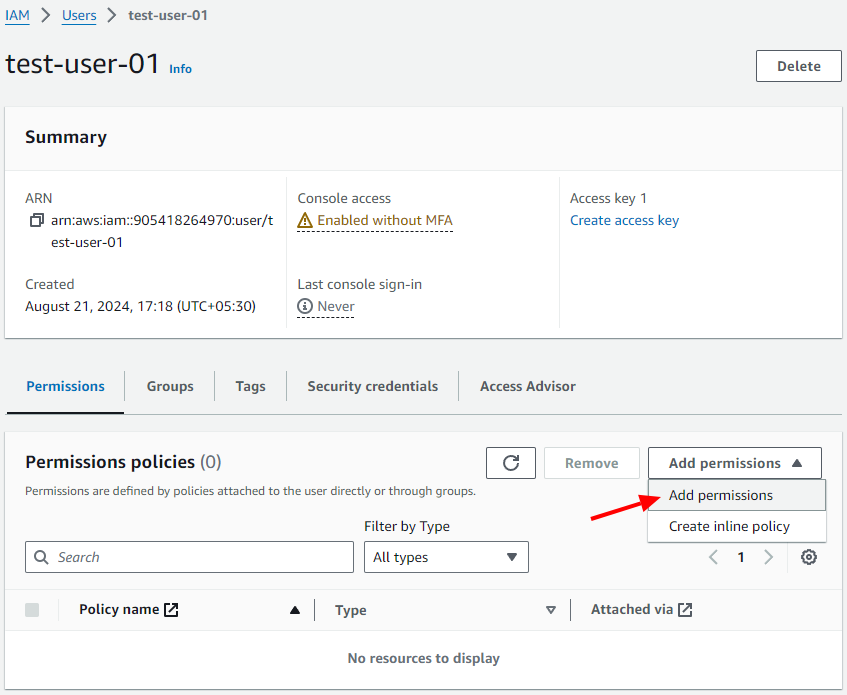 IAM > Users > test-user-01
test-user-01 Info
Delete
Summary
ARN
arn:aws:iam::905418264970:user/t
est-user-01
Created
August 21, 2024, 17:18 (UTC+05:30)
Console access
Enabled without MFA
Last console sign-in
Never
Access key 1
Create access key
Permissions Groups Tags Security credentials Access Advisor
Permissions policies (0)
Remove
Add permissions
Permissions are defined by policies attached to the user directly or through groups.
Add permissions
Create inline policy
Filter by Type
Search
All types
1
Policy name Type Attached via
No resources to display